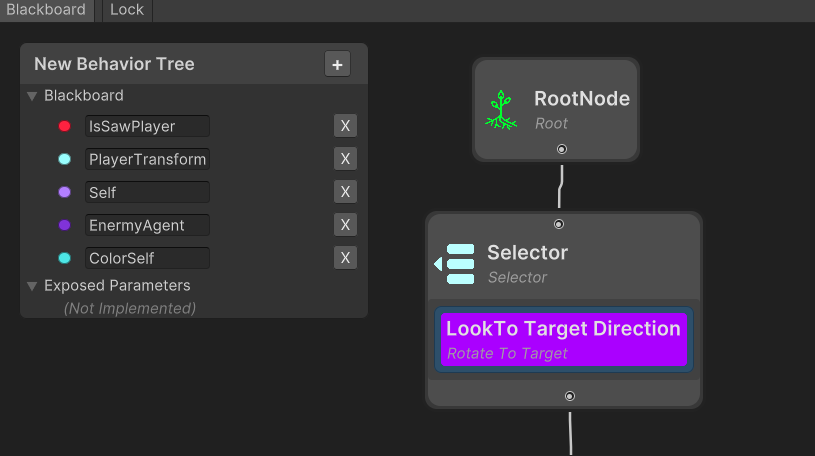 Blackboard
Lock
New Behavior Tree
+
Blackboard
IsSawPlayer
X
PlayerTransform
X
Self
X
EnermyAgent
X
ColorSelf
X
Exposed Parameters
(Not Implemented)
RootNode
Root
Selector
Selector
LookTo Target Direction
Rotate To Target